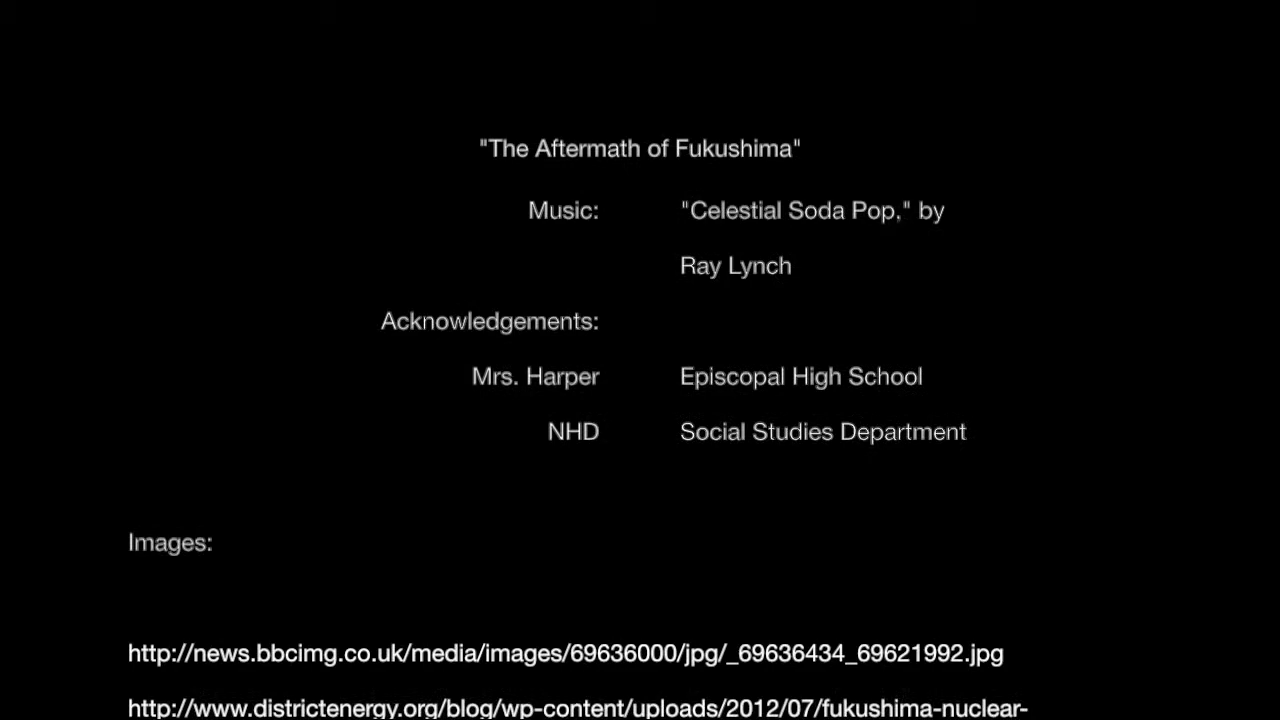 "The Aftermath of Fukushima"
Music: "Celestial Soda Pop," by
Ray Lynch
Acknowledgements:
Mrs. Harper Episcopal High School
NHD Social Studies Department
Images:
http://news.bbcimg.co.uk/media/images/69636000/jpg/_69636434_69621992.jpg
http://www.districtenergy.org/blog/wp-content/uploads/2012/07/fukushima-nuclear-